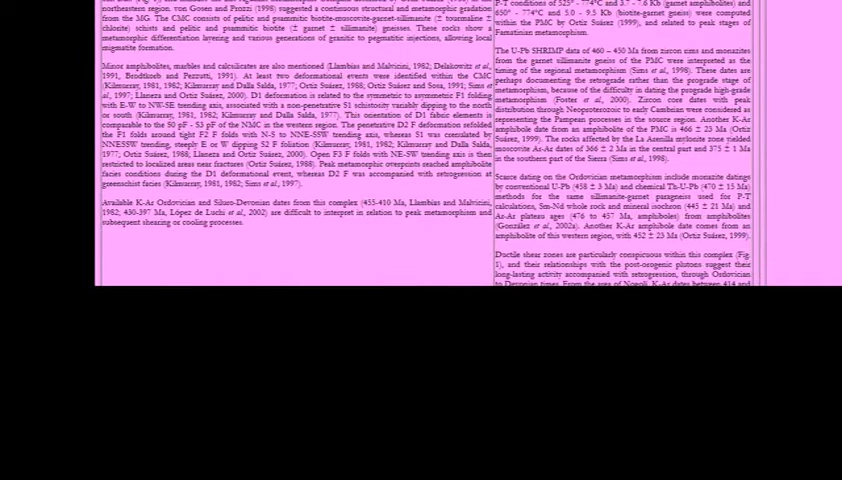 northeastern region. von Gosen and Prozzi (1998) suggested a continuous structural and metamorphic gradation
from the MG. The CMC consists of pelitic and psammitic biotite-muscovite-garnet-sillimanite (± tourmaline ±
chlorite) schists and pelitic and psammitic biotite (± garnet ± sillimanite) gneisses. These rocks show a
metamorphic differentiation layering and various generations of granitic to pegmatitic injections, allowing local
migmatite formation.
Minor amphibolites, marbles and calcsilicates are also mentioned (Llambías and Malvicini, 1982; Delakowitz et al.,
1991, Brodtkorb and Pezzutti, 1991). At least two deformational events were identified within the CMC
(Kilmurray, 1981, 1982; Kilmurray and Dalla Salda, 1977; Ortiz Suárez, 1988; Ortiz Suárez and Sosa, 1991; Sims et
al., 1997; Llaneza and Ortiz Suárez, 2000). D1 deformation is related to the symmetric to asymmetric F1 folding
with E-W to NW-SE trending axis, associated with a non-penetrative S1 schistosity variably dipping to the north
or south (Kilmurray, 1981, 1982; Kilmurray and Dalla Salda, 1977). This orientation of D1 fabric elements is
comparable to the S0 pF - S3 pF of the NMC in the western region. The penetrative D2 F deformation refolded
the F1 folds around tight F2 F folds with N-S to NNE-SSW trending axis, whereas S1 was crenulated by
NNESSW trending, steeply E or W dipping S2 F foliation (Kilmurray, 1981, 1982; Kilmurray and Dalla Salda,
1977; Ortiz Suárez, 1988; Llaneza and Ortiz Suárez, 2000). Open F3 F folds with NE-SW trending axis is then
restricted to localized areas near fractures (Ortiz Suárez, 1988). Peak metamorphic overprints reached amphibolite
facies conditions during the D1 deformational event, whereas D2 F was accompanied with retrogression at
greenschist facies (Kilmurray, 1981, 1982; Sims et al., 1997).
Available K-Ar Ordovician and Siluro-Devonian dates from this complex (455-410 Ma, Llambías and Malvicini,
1982; 430-397 Ma, López de Luchi et al., 2002) are difficult to interpret in relation to peak metamorphism and
subsequent shearing or cooling processes.
P-T conditions of 525° - 774°C and 3.7 - 7.6 Kb (garnet amphibolites) and
650° - 774°C and 5.0 - 9.5 Kb (biotite-garnet gneiss) were computed
within the PMC by Ortiz Suárez (1999), and related to peak stages of
Famatinian metamorphism.
The U-Pb SHRIMP data of 460 – 450 Ma from zircon rims and monazites
from the garnet sillimanite gneiss of the PMC were interpreted as the
timing of the regional metamorphism (Sims et al., 1998). These dates are
perhaps documenting the retrograde rather than the prograde stage of
metamorphism, because of the difficulty in dating the prograde high-grade
metamorphism (Foster et al., 2000). Zircon core dates with peak
distribution through Neoproterozoic to early Cambrian were considered as
representing the Pampean processes in the source region. Another K-Ar
amphibole date from an amphibolite of the PMC is 466 ± 23 Ma (Ortiz
Suárez, 1999). The rocks affected by the La Arenilla mylonite zone yielded
moscovite Ar-Ar dates of 366 ± 2 Ma in the central part and 375 ± 1 Ma
in the southern part of the Sierra (Sims et al., 1998).
Scarce dating on the Ordovician metamorphism include monazite datings
by conventional U-Pb (458 ± 3 Ma) and chemical Th-U-Pb (470 ± 15 Ma)
methods for the same sillimanite-garnet paragneiss used for P-T
calculations, Sm-Nd whole rock and mineral isochron (445 ± 21 Ma) and
Ar-Ar plateau ages (476 to 457 Ma, amphiboles) from amphibolites
(González et al., 2002a). Another K-Ar amphibole date comes from an
amphibolite of this western region, with 452 ± 23 Ma (Ortiz Suárez, 1999).
Ductile shear zones are particularly conspicuous within this complex (Fig.
1), and their relationships with the post-orogenic plutons suggest their
long-lasting activity accompanied with retrogression, through Ordovician
to Devonian times. From the area of Nogolí, K-Ar dates between 414 and